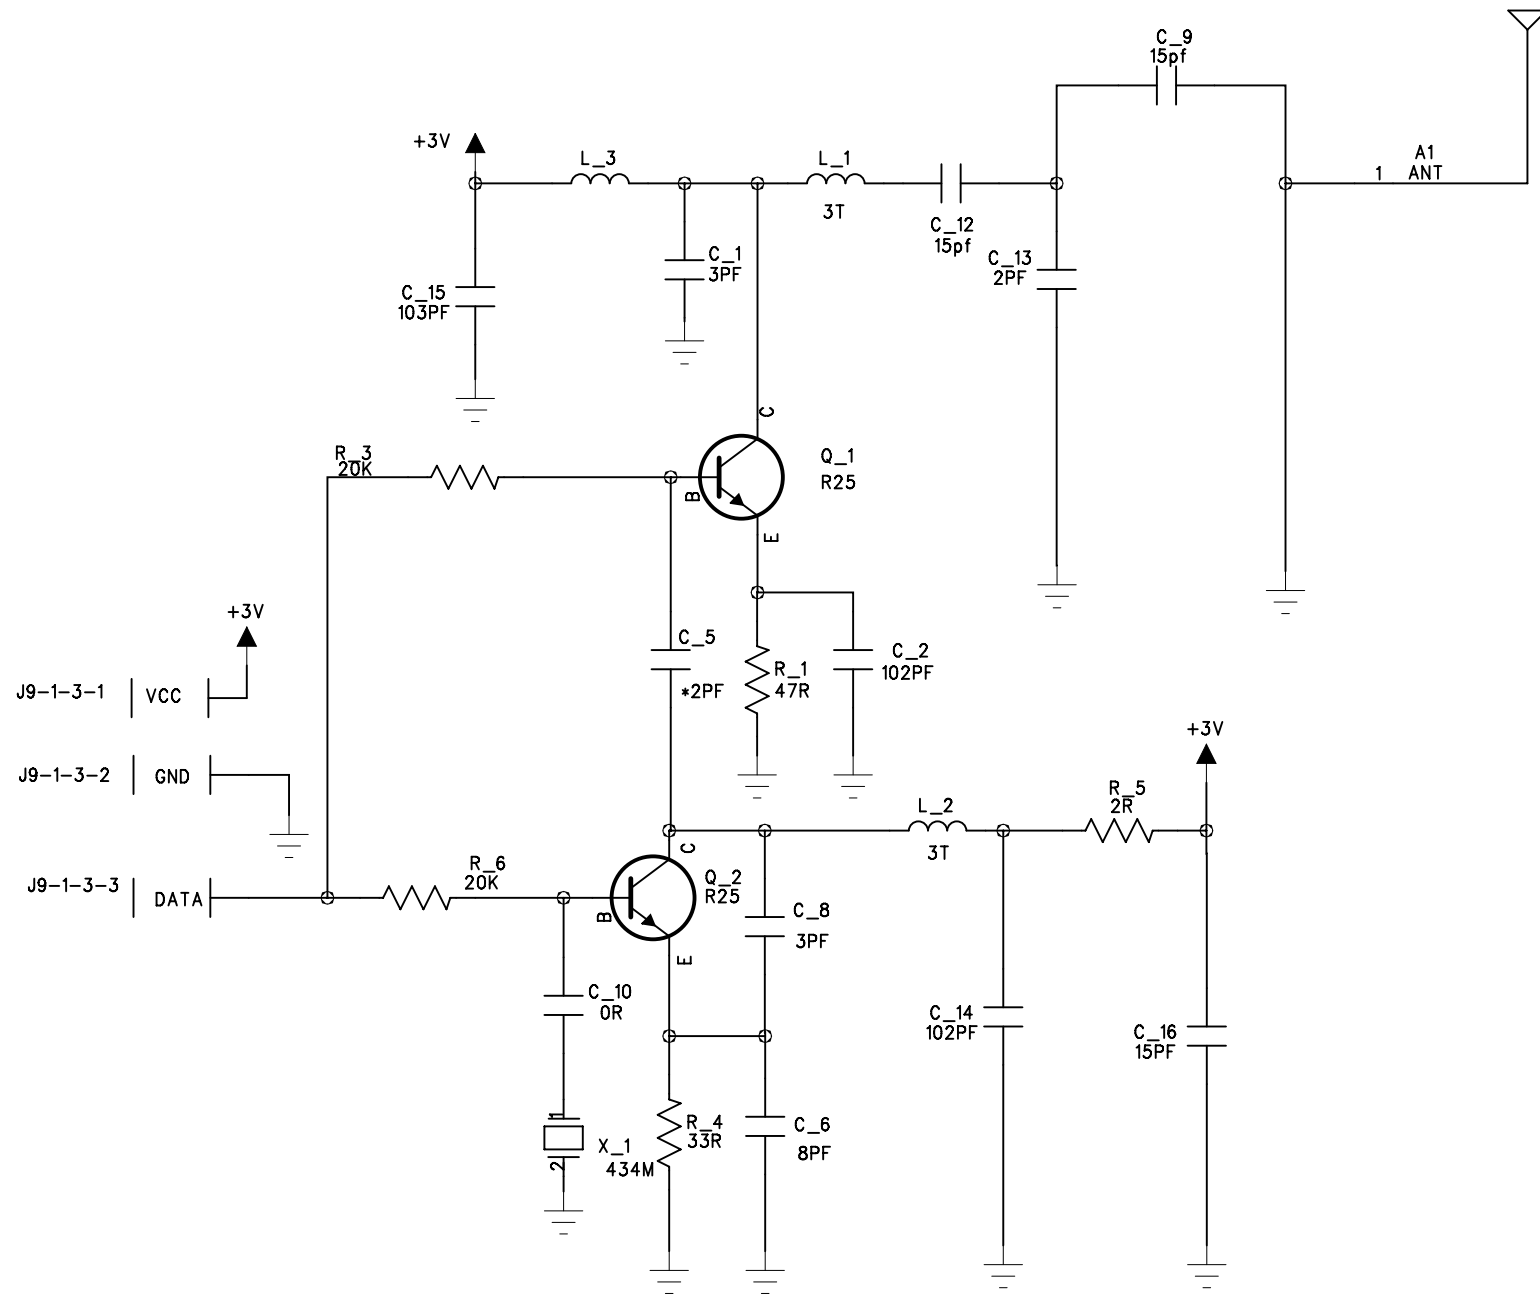 C_9
15pf
+3V
L_3
L_1
A1
1 ANT
3T
C_12
15pf
C_1
3PF
C_13
2PF
C_15
103PF
C
R_3
20K
Q_1
R25
B
E
+3V
C_5
*2PF
R_1
47R
C_2
102PF
J9-1-3-1 VCC
+3V
J9-1-3-2 GND
R_5
2R
L_2
3T
C
J9-1-3-3 DATA
R_6
20K
Q_2
R25
B
C_8
3PF
E
C_10
0R
C_14
102PF
C_16
15PF
1
X_1
434M
2
R_4
33R
C_6
8PF